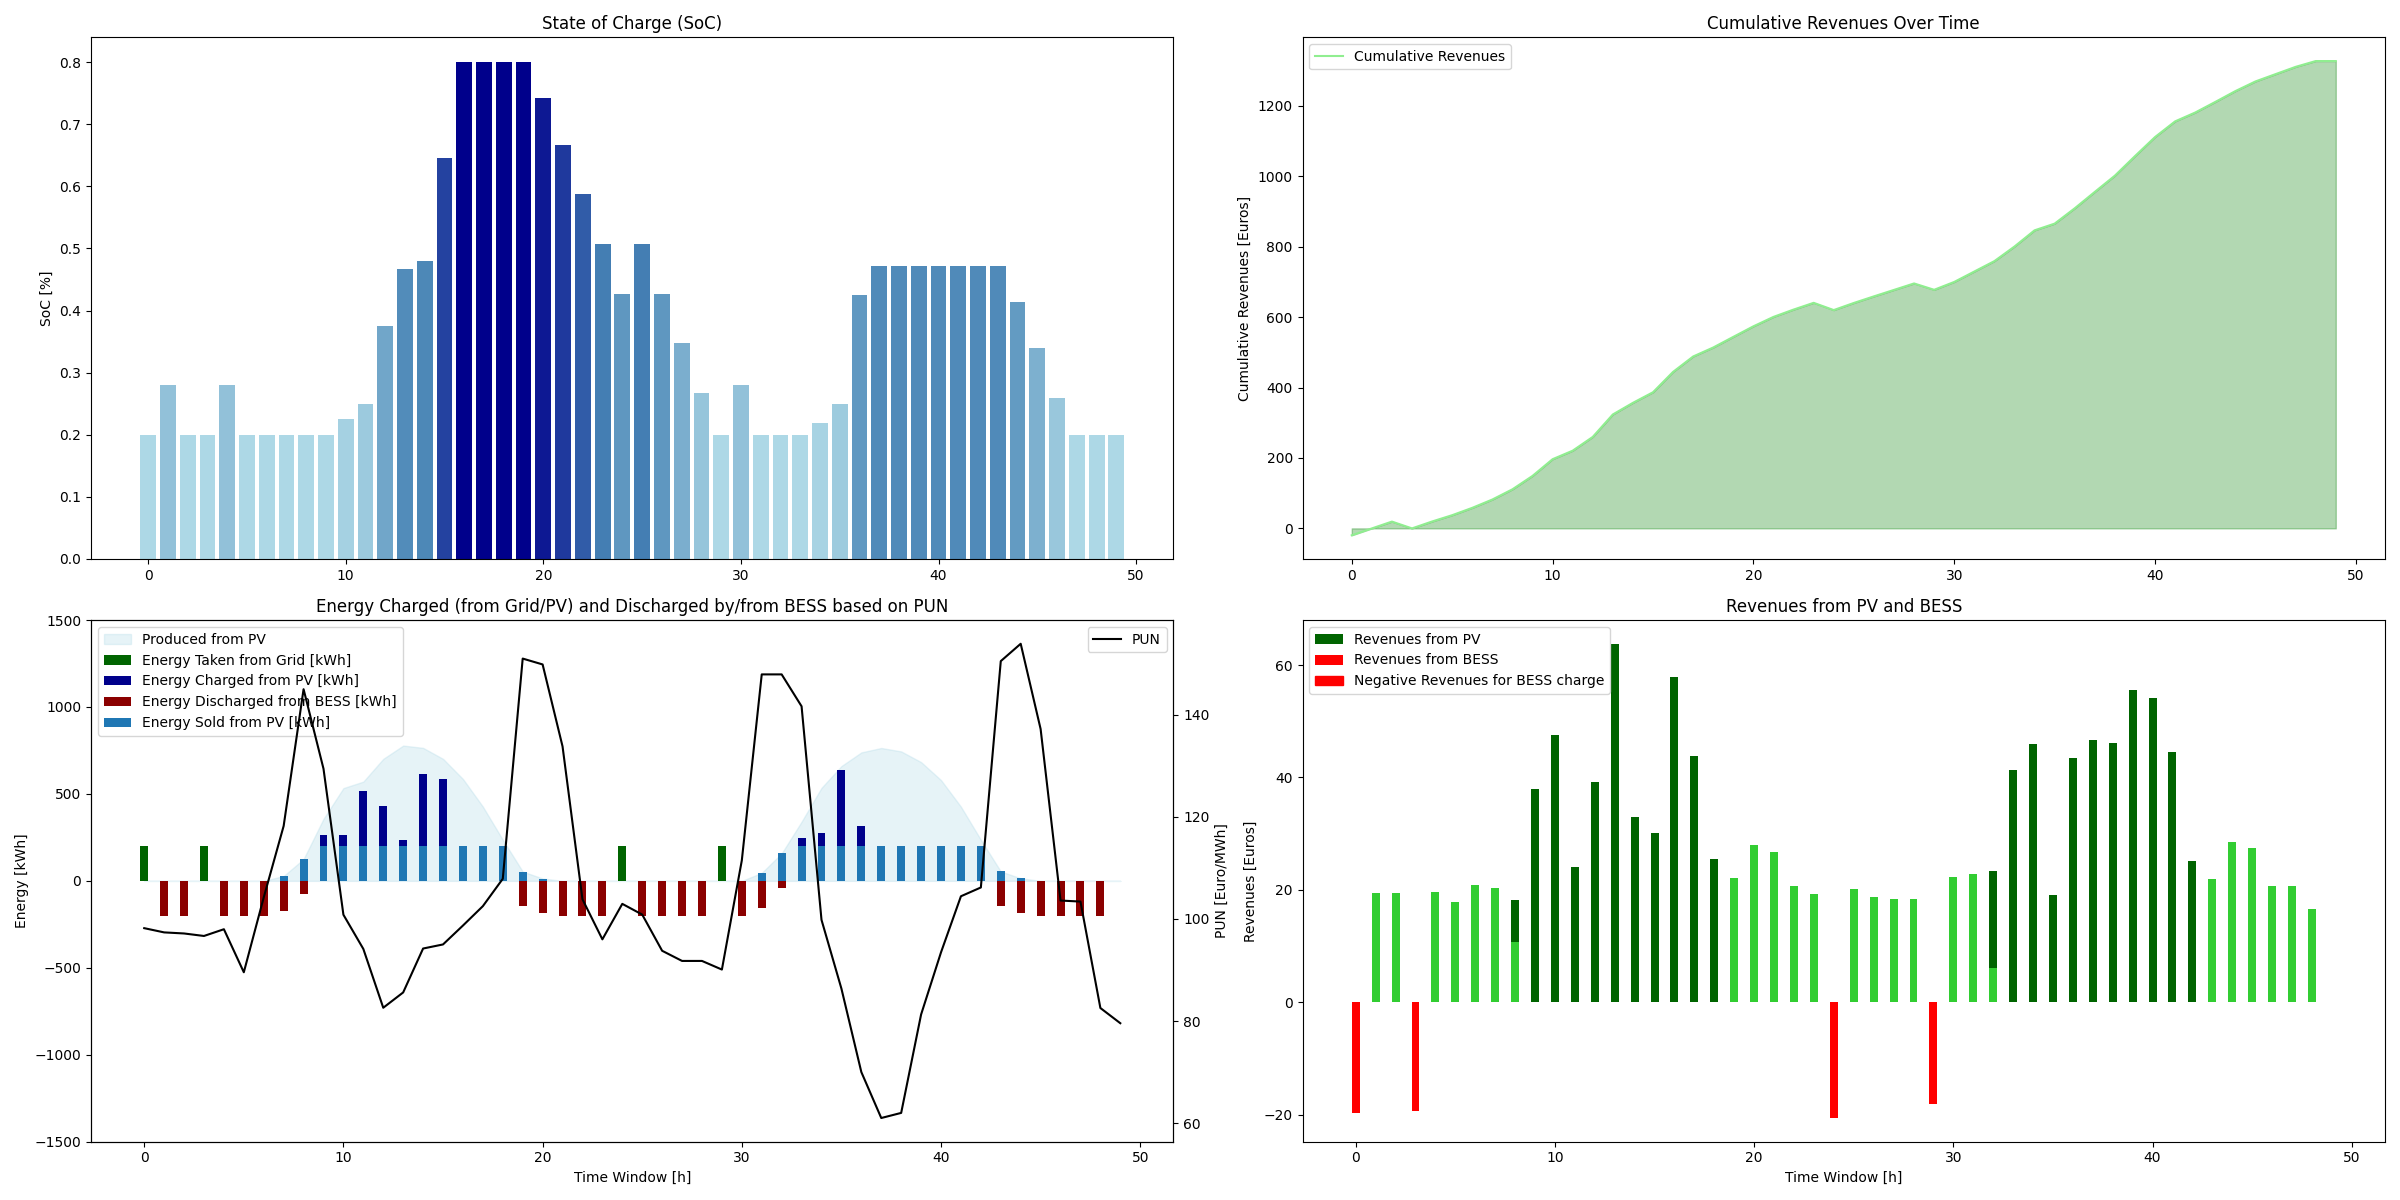 State of Charge (SoC)
0.8
0.7
0.6
0.5
0.4
0.3
0.2
0.1
0.0
SoC [%]
0 10 20 30 40 50
Cumulative Revenues Over Time
Cumulative Revenues
1200
1000
800
600
400
200
0
Cumulative Revenues [Euros]
0 10 20 30 40 50
Energy Charged (from Grid/PV) and Discharged by/from BESS based on PUN
Produced from PV
Energy Taken from Grid [kWh]
Energy Charged from PV [kWh]
Energy Discharged from BESS [kWh]
Energy Sold from PV [kWh]
PUN
1500
1000
500
0
−500
−1000
−1500
Energy [kWh]
140
120
100
80
60
PUN [Euro/MWh]
0 10 20 30 40 50
Time Window [h]
Revenues from PV and BESS
Revenues from PV
Revenues from BESS
Negative Revenues for BESS charge
60
40
20
0
−20
Revenues [Euros]
0 10 20 30 40 50
Time Window [h]